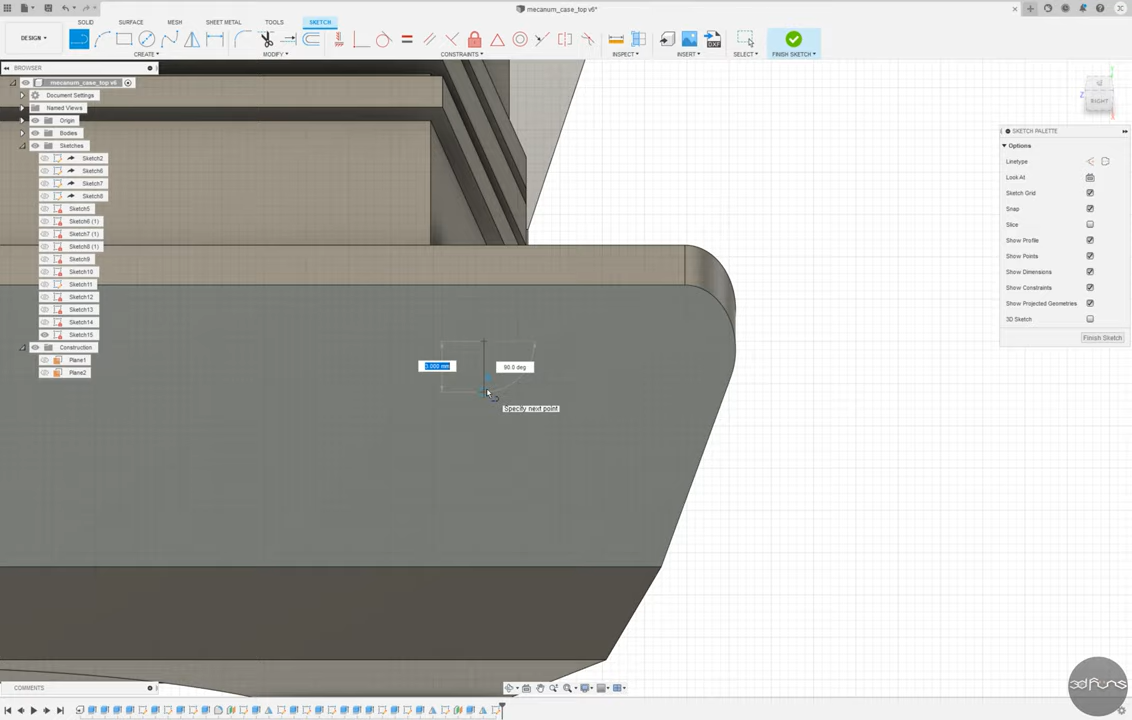 mecanum_case_top v6*
SOLID SURFACE MESH SHEET METAL TOOLS SKETCH
DESIGN
CREATE MODIFY CONSTRAINTS INSPECT INSERT SELECT FINISH SKETCH
BROWSER
mecanum_case_top v6
Document Settings
Named Views
Origin
Bodies
Sketches
Sketch2
Sketch6
Sketch7
Sketch8
Sketch5
Sketch6 (1)
Sketch7 (1)
Sketch8 (1)
Sketch9
Sketch10
Sketch11
Sketch12
Sketch13
Sketch14
Sketch15
Construction
Plane1
Plane2
3.000 mm
90.0 deg
Specify next point
RIGHT
SKETCH PALETTE
Options
Linetype
Look At
Sketch Grid
Snap
Slice
Show Profile
Show Points
Show Dimensions
Show Constraints
Show Projected Geometries
3D Sketch
Finish Sketch
COMMENTS
3dfuns